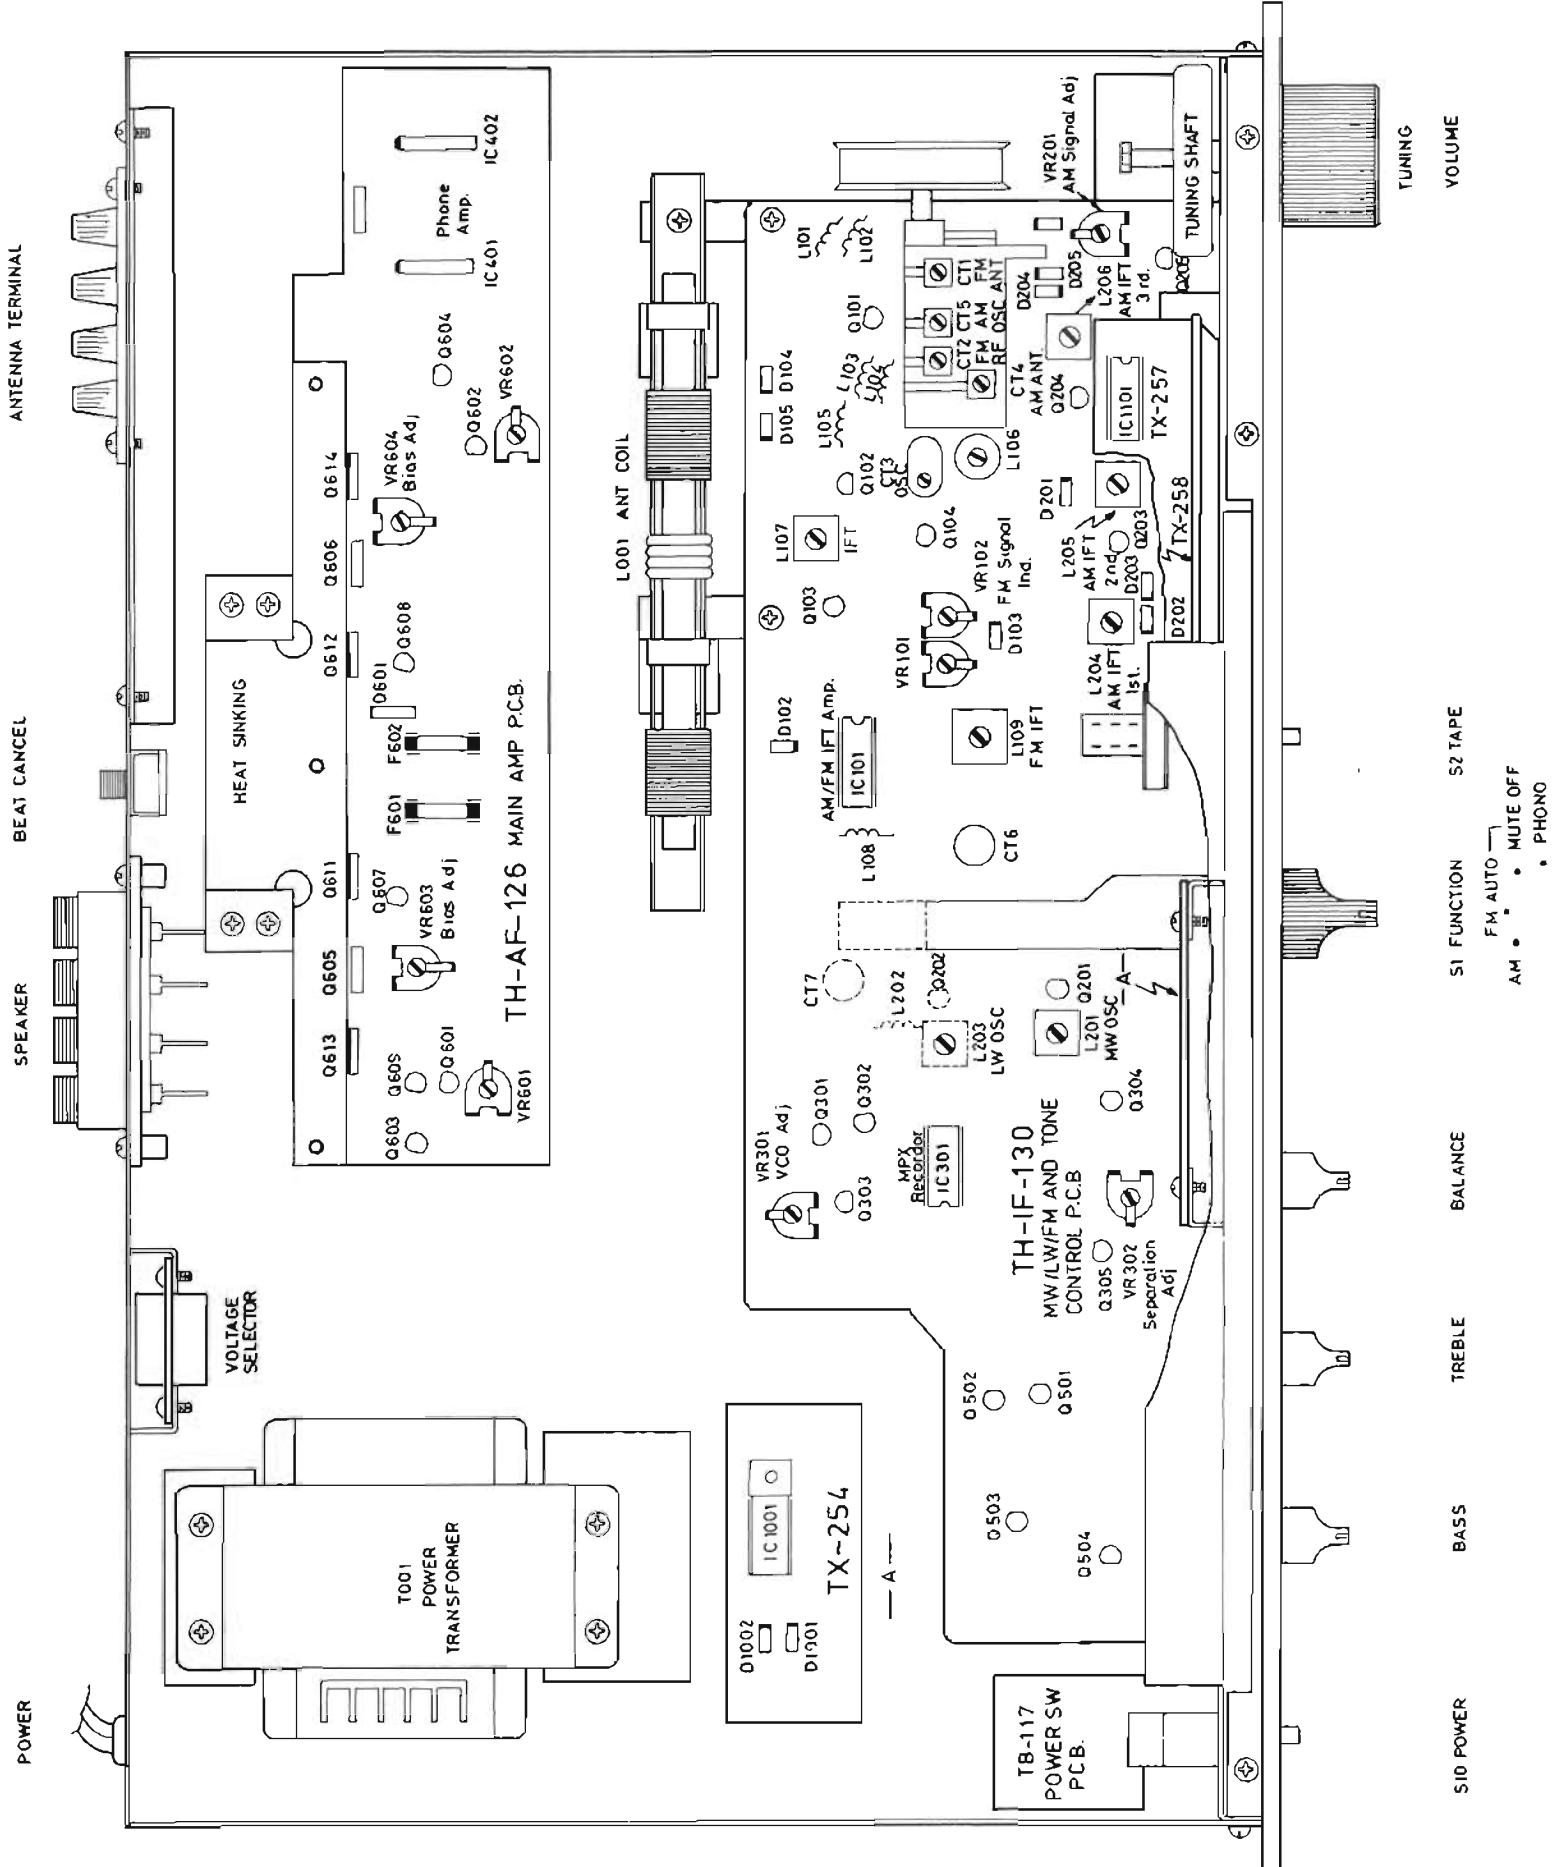 POWER
SPEAKER
BEAT CANCEL
ANTENNA TERMINAL
VOLTAGE
SELECTOR
HEAT SINKING
T001
POWER
TRANSFORMER
Q613
Q605
Q611
Q612
Q606
Q614
Q603
Q609
Q601
VR601
Q607
VR603
Bias Adj
F601
F602
Q601
Q608
VR604
Bias Adj
Q602
Q604
VR602
IC401
Phone
Amp.
IC402
TH-AF-126 MAIN AMP P.C.B.
L001 ANT COIL
D1002
D1001
IC1001
TX-254
—A—
VR301
VCO Adj
Q301
Q302
Q303
MPX
Recordor
IC301
CT7
L202
Q202
L203
LW OSC
Q201
L201
MW OSC
—A—
Q304
TH-IF-130
MW/LW/FM AND TONE
CONTROL P.C.B
Q305
VR302
Separation
Adj
Q502
Q501
Q503
Q504
L108
CT6
AM/FM IFT Amp.
IC101
D102
L109
FM IFT
VR101
VR102
FM Signal
Ind.
D103
Q103
L107
IFT
Q104
Q102
CT3
OSC
L105
L103
L104
D105
D104
Q101
L101
L102
L106
CT2
FM
RF
CT5
AM
OSC
CT1
FM
ANT
CT4
AM ANT
Q204
D204
D205
L206
AM IFT
3 rd.
VR201
AM Signal Adj
Q205
TUNING SHAFT
IC1101
TX-257
TX-258
D201
L205
AM IFT
2nd
Q203
D203
D202
L204
AM IFT
1st.
TB-117
POWER SW
PCB.
S10 POWER
BASS
TREBLE
BALANCE
S1 FUNCTION
FM AUTO
AM • " • MUTE OFF
• PHONO
S2 TAPE
TUNING
VOLUME